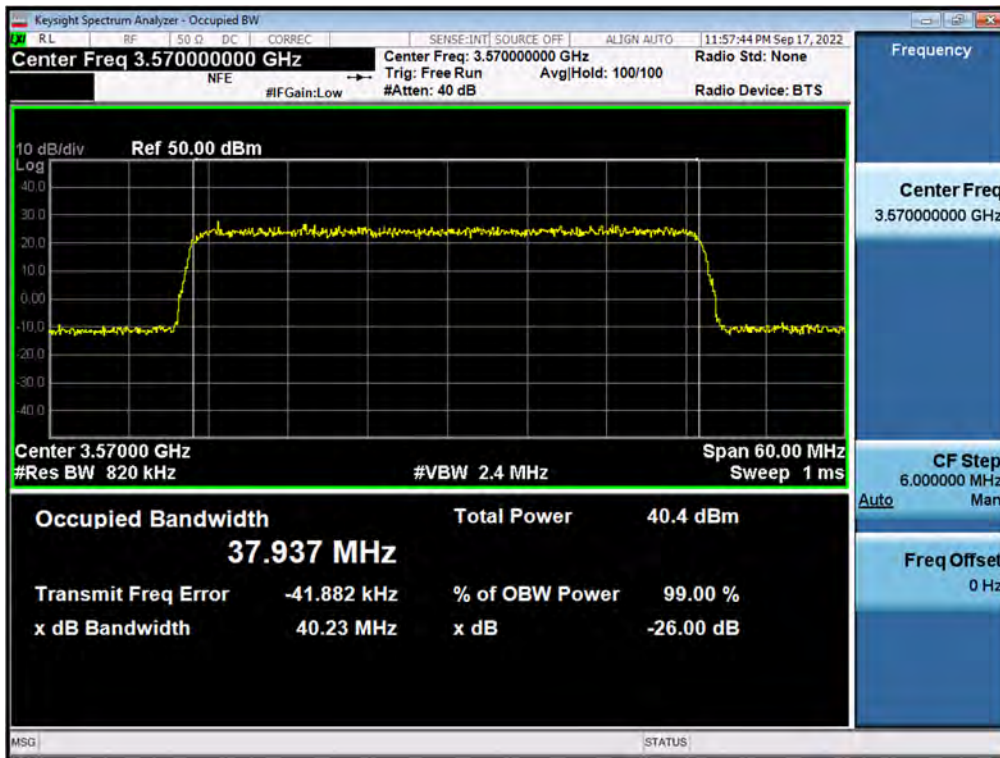 Keysight Spectrum Analyzer - Occupied BW
LXI RL RF 50 Ω DC CORREC SENSE:INT SOURCE OFF ALIGN AUTO 11:57:44 PM Sep 17, 2022
Center Freq 3.570000000 GHz
NFE
#IFGain:Low
Center Freq: 3.570000000 GHz
Trig: Free Run Avg|Hold: 100/100
#Atten: 40 dB
Radio Std: None
Radio Device: BTS
Frequency
10 dB/div Ref 50.00 dBm
Log
40.0
30.0
20.0
10.0
0.00
-10.0
-20.0
-30.0
-40.0
Center 3.57000 GHz Span 60.00 MHz
#Res BW 820 kHz #VBW 2.4 MHz Sweep 1 ms
Center Freq
3.570000000 GHz
CF Step
6.000000 MHz
Auto Man
Freq Offset
0 Hz
Occupied Bandwidth Total Power 40.4 dBm
37.937 MHz
Transmit Freq Error -41.882 kHz % of OBW Power 99.00 %
x dB Bandwidth 40.23 MHz x dB -26.00 dB
MSG STATUS